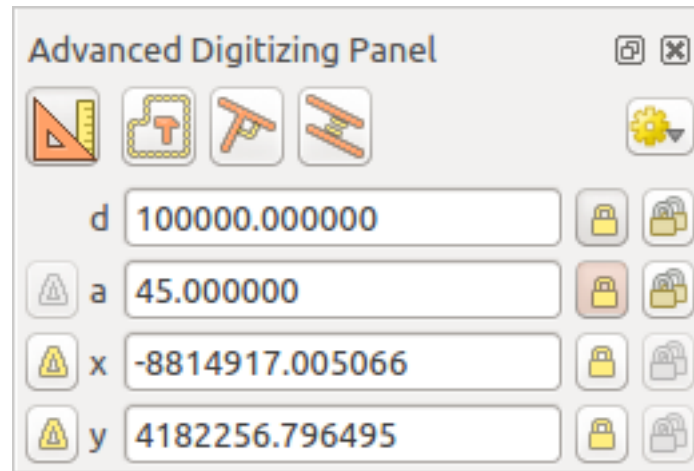 Advanced Digitizing Panel
d 100000.000000
a 45.000000
x -8814917.005066
y 4182256.796495